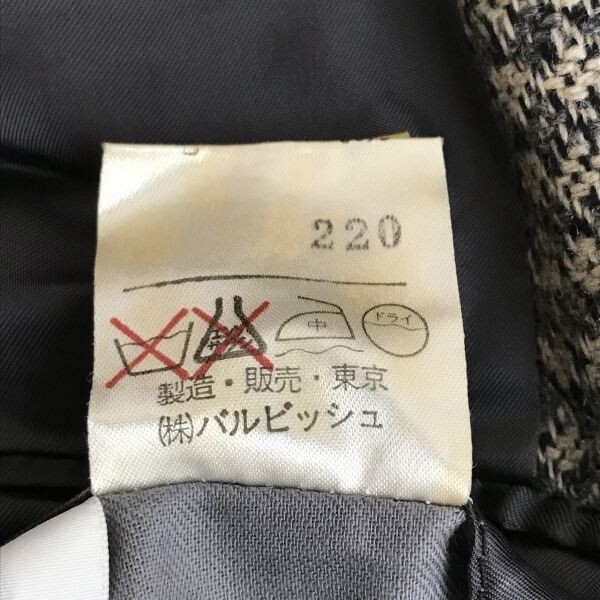 220
中
ドライ
製造・販売・東京
(株)バルビッシュ